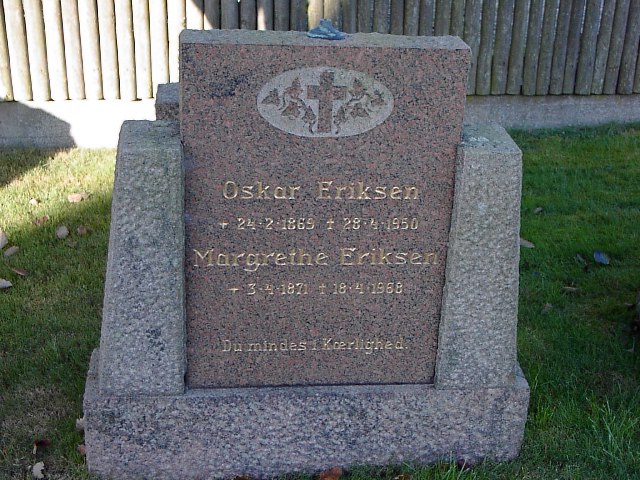 Oskar Eriksen
+ 24·2·1869 † 28·4·1950
Margrethe Eriksen
+ 3·4·1871 † 18·4·1968
Du mindes i Kærlighed.